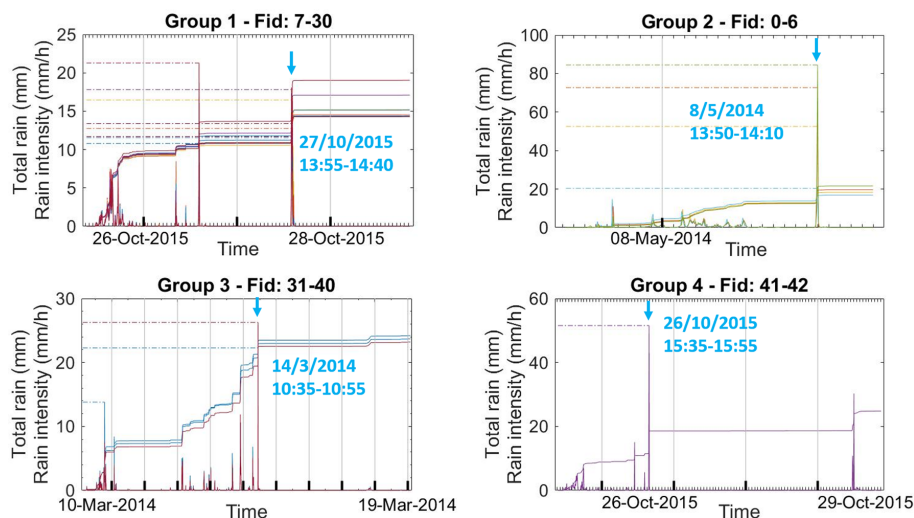 Group 1 - Fid: 7-30
Total rain (mm)
Rain intensity (mm/h)
25
20
15
10
5
0
27/10/2015
13:55-14:40
26-Oct-2015
28-Oct-2015
Time
Group 2 - Fid: 0-6
Total rain (mm)
Rain intensity (mm/h)
100
80
60
40
20
0
8/5/2014
13:50-14:10
08-May-2014
Time
Group 3 - Fid: 31-40
Total rain (mm)
Rain intensity (mm/h)
30
20
10
0
14/3/2014
10:35-10:55
10-Mar-2014
19-Mar-2014
Time
Group 4 - Fid: 41-42
Total rain (mm)
Rain intensity (mm/h)
60
40
20
0
26/10/2015
15:35-15:55
26-Oct-2015
29-Oct-2015
Time